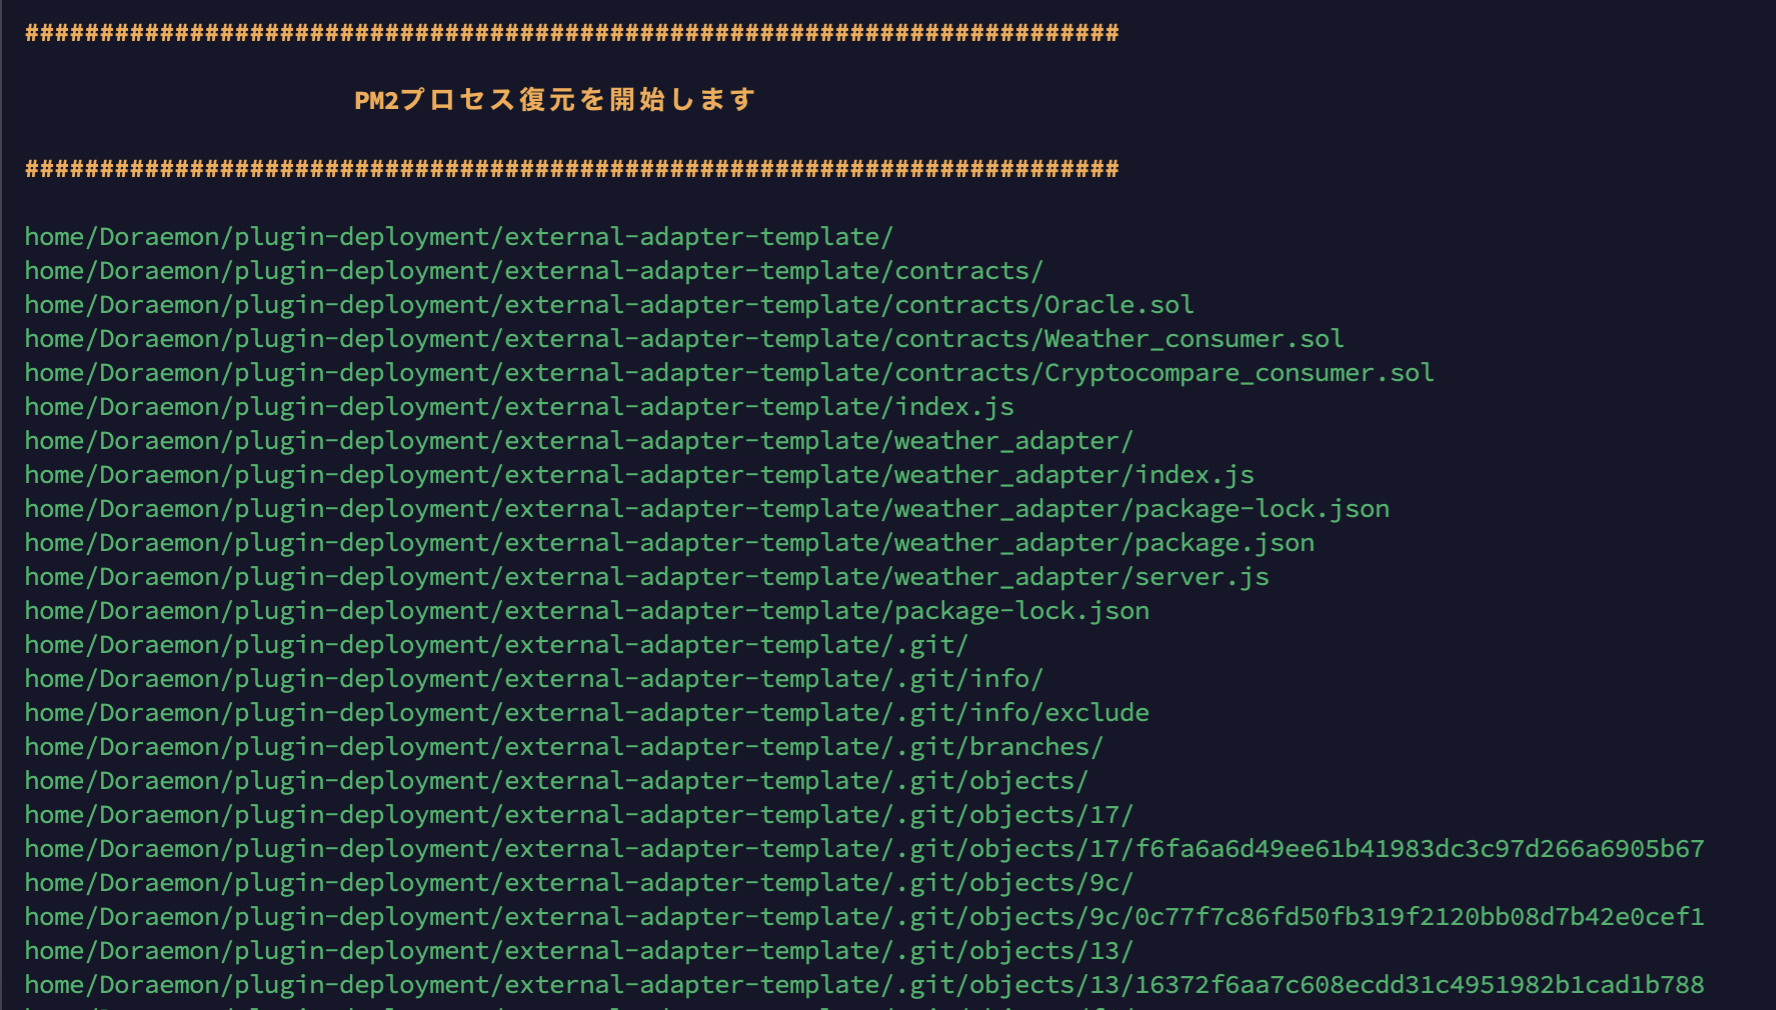 #########################################################################
PM2プロセス復元を開始します
#########################################################################
home/Doraemon/plugin-deployment/external-adapter-template/
home/Doraemon/plugin-deployment/external-adapter-template/contracts/
home/Doraemon/plugin-deployment/external-adapter-template/contracts/Oracle.sol
home/Doraemon/plugin-deployment/external-adapter-template/contracts/Weather_consumer.sol
home/Doraemon/plugin-deployment/external-adapter-template/contracts/Cryptocompare_consumer.sol
home/Doraemon/plugin-deployment/external-adapter-template/index.js
home/Doraemon/plugin-deployment/external-adapter-template/weather_adapter/
home/Doraemon/plugin-deployment/external-adapter-template/weather_adapter/index.js
home/Doraemon/plugin-deployment/external-adapter-template/weather_adapter/package-lock.json
home/Doraemon/plugin-deployment/external-adapter-template/weather_adapter/package.json
home/Doraemon/plugin-deployment/external-adapter-template/weather_adapter/server.js
home/Doraemon/plugin-deployment/external-adapter-template/package-lock.json
home/Doraemon/plugin-deployment/external-adapter-template/.git/
home/Doraemon/plugin-deployment/external-adapter-template/.git/info/
home/Doraemon/plugin-deployment/external-adapter-template/.git/info/exclude
home/Doraemon/plugin-deployment/external-adapter-template/.git/branches/
home/Doraemon/plugin-deployment/external-adapter-template/.git/objects/
home/Doraemon/plugin-deployment/external-adapter-template/.git/objects/17/
home/Doraemon/plugin-deployment/external-adapter-template/.git/objects/17/f6fa6a6d49ee61b41983dc3c97d266a6905b67
home/Doraemon/plugin-deployment/external-adapter-template/.git/objects/9c/
home/Doraemon/plugin-deployment/external-adapter-template/.git/objects/9c/0c77f7c86fd50fb319f2120bb08d7b42e0cef1
home/Doraemon/plugin-deployment/external-adapter-template/.git/objects/13/
home/Doraemon/plugin-deployment/external-adapter-template/.git/objects/13/16372f6aa7c608ecdd31c4951982b1cad1b788